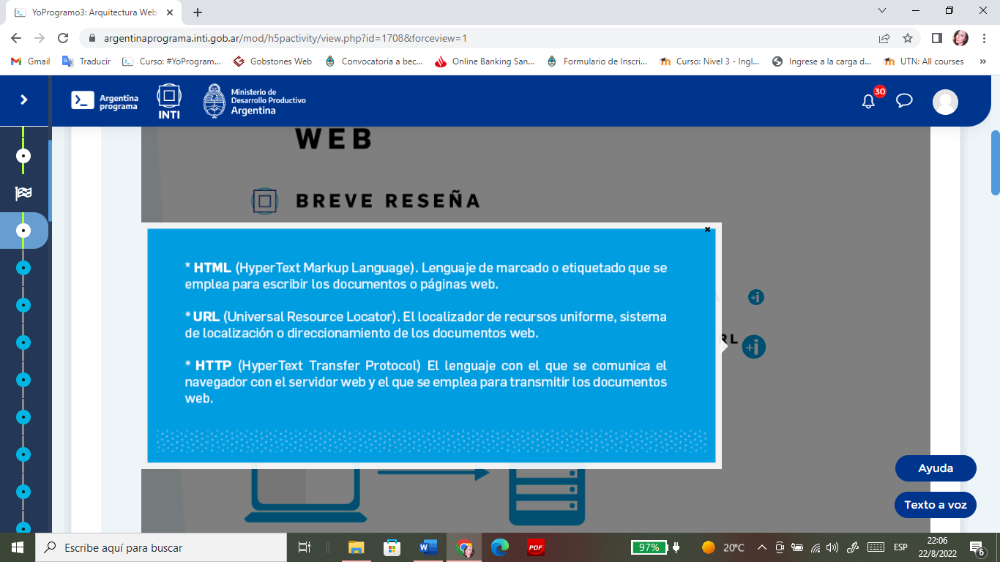 YoProgramo3: Arquitectura Web
argentinaprograma.inti.gob.ar/mod/h5pactivity/view.php?id=1708&forceview=1
Gmail
Traducir
Curso: #YoProgram...
Gobstones Web
Convocatoria a bec...
Online Banking San...
Formulario de Inscri...
Curso: Nivel 3 - Ingl...
Ingrese a la carga d...
UTN: All courses
»
Argentina
programa
INTI
Ministerio de
Desarrollo Productivo
Argentina
30
WEB
BREVE RESEÑA
* HTML (HyperText Markup Language). Lenguaje de marcado o etiquetado que se
emplea para escribir los documentos o páginas web.
* URL (Universal Resource Locator). El localizador de recursos uniforme, sistema
de localización o direccionamiento de los documentos web.
* HTTP (HyperText Transfer Protocol) El lenguaje con el que se comunica el
navegador con el servidor web y el que se emplea para transmitir los documentos
web.
+i
RL
+i
Ayuda
Texto a voz
Escribe aquí para buscar
W
PDF
97%
20°C
ESP
22:06
22/8/2022
6